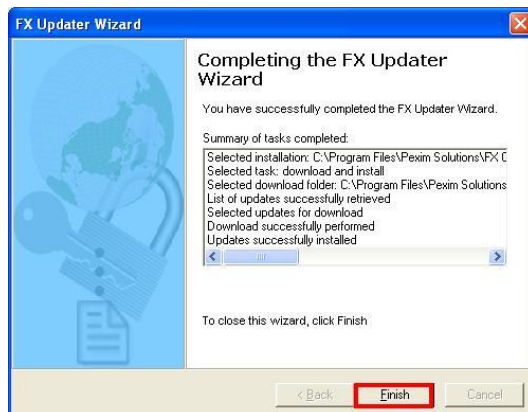 FX Updater Wizard
Completing the FX Updater
Wizard
You have successfully completed the FX Updater Wizard.
Summary of tasks completed:
Selected installation: C:\Program Files\Pexim Solutions\FX C
Selected task: download and install
Selected download folder: C:\Program Files\Pexim Solutions
List of updates successfully retrieved
Selected updates for download
Download successfully performed
Updates successfully installed
To close this wizard, click Finish
< Back Finish Cancel